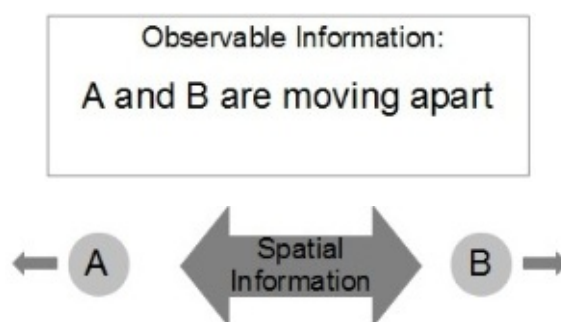 Observable Information:
A and B are moving apart
A
Spatial
Information
B